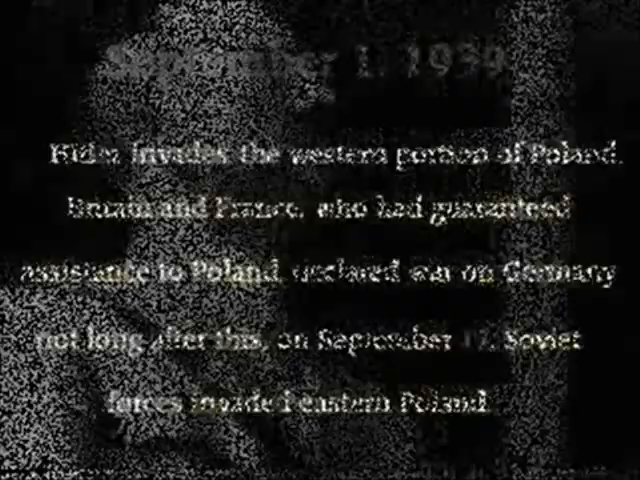 September 1, 1939
Hitler invades the western portion of Poland.
Britain and France, who had guaranteed
assistance to Poland, declared war on Germany
not long after this, on September 17, Soviet
forces invaded eastern Poland